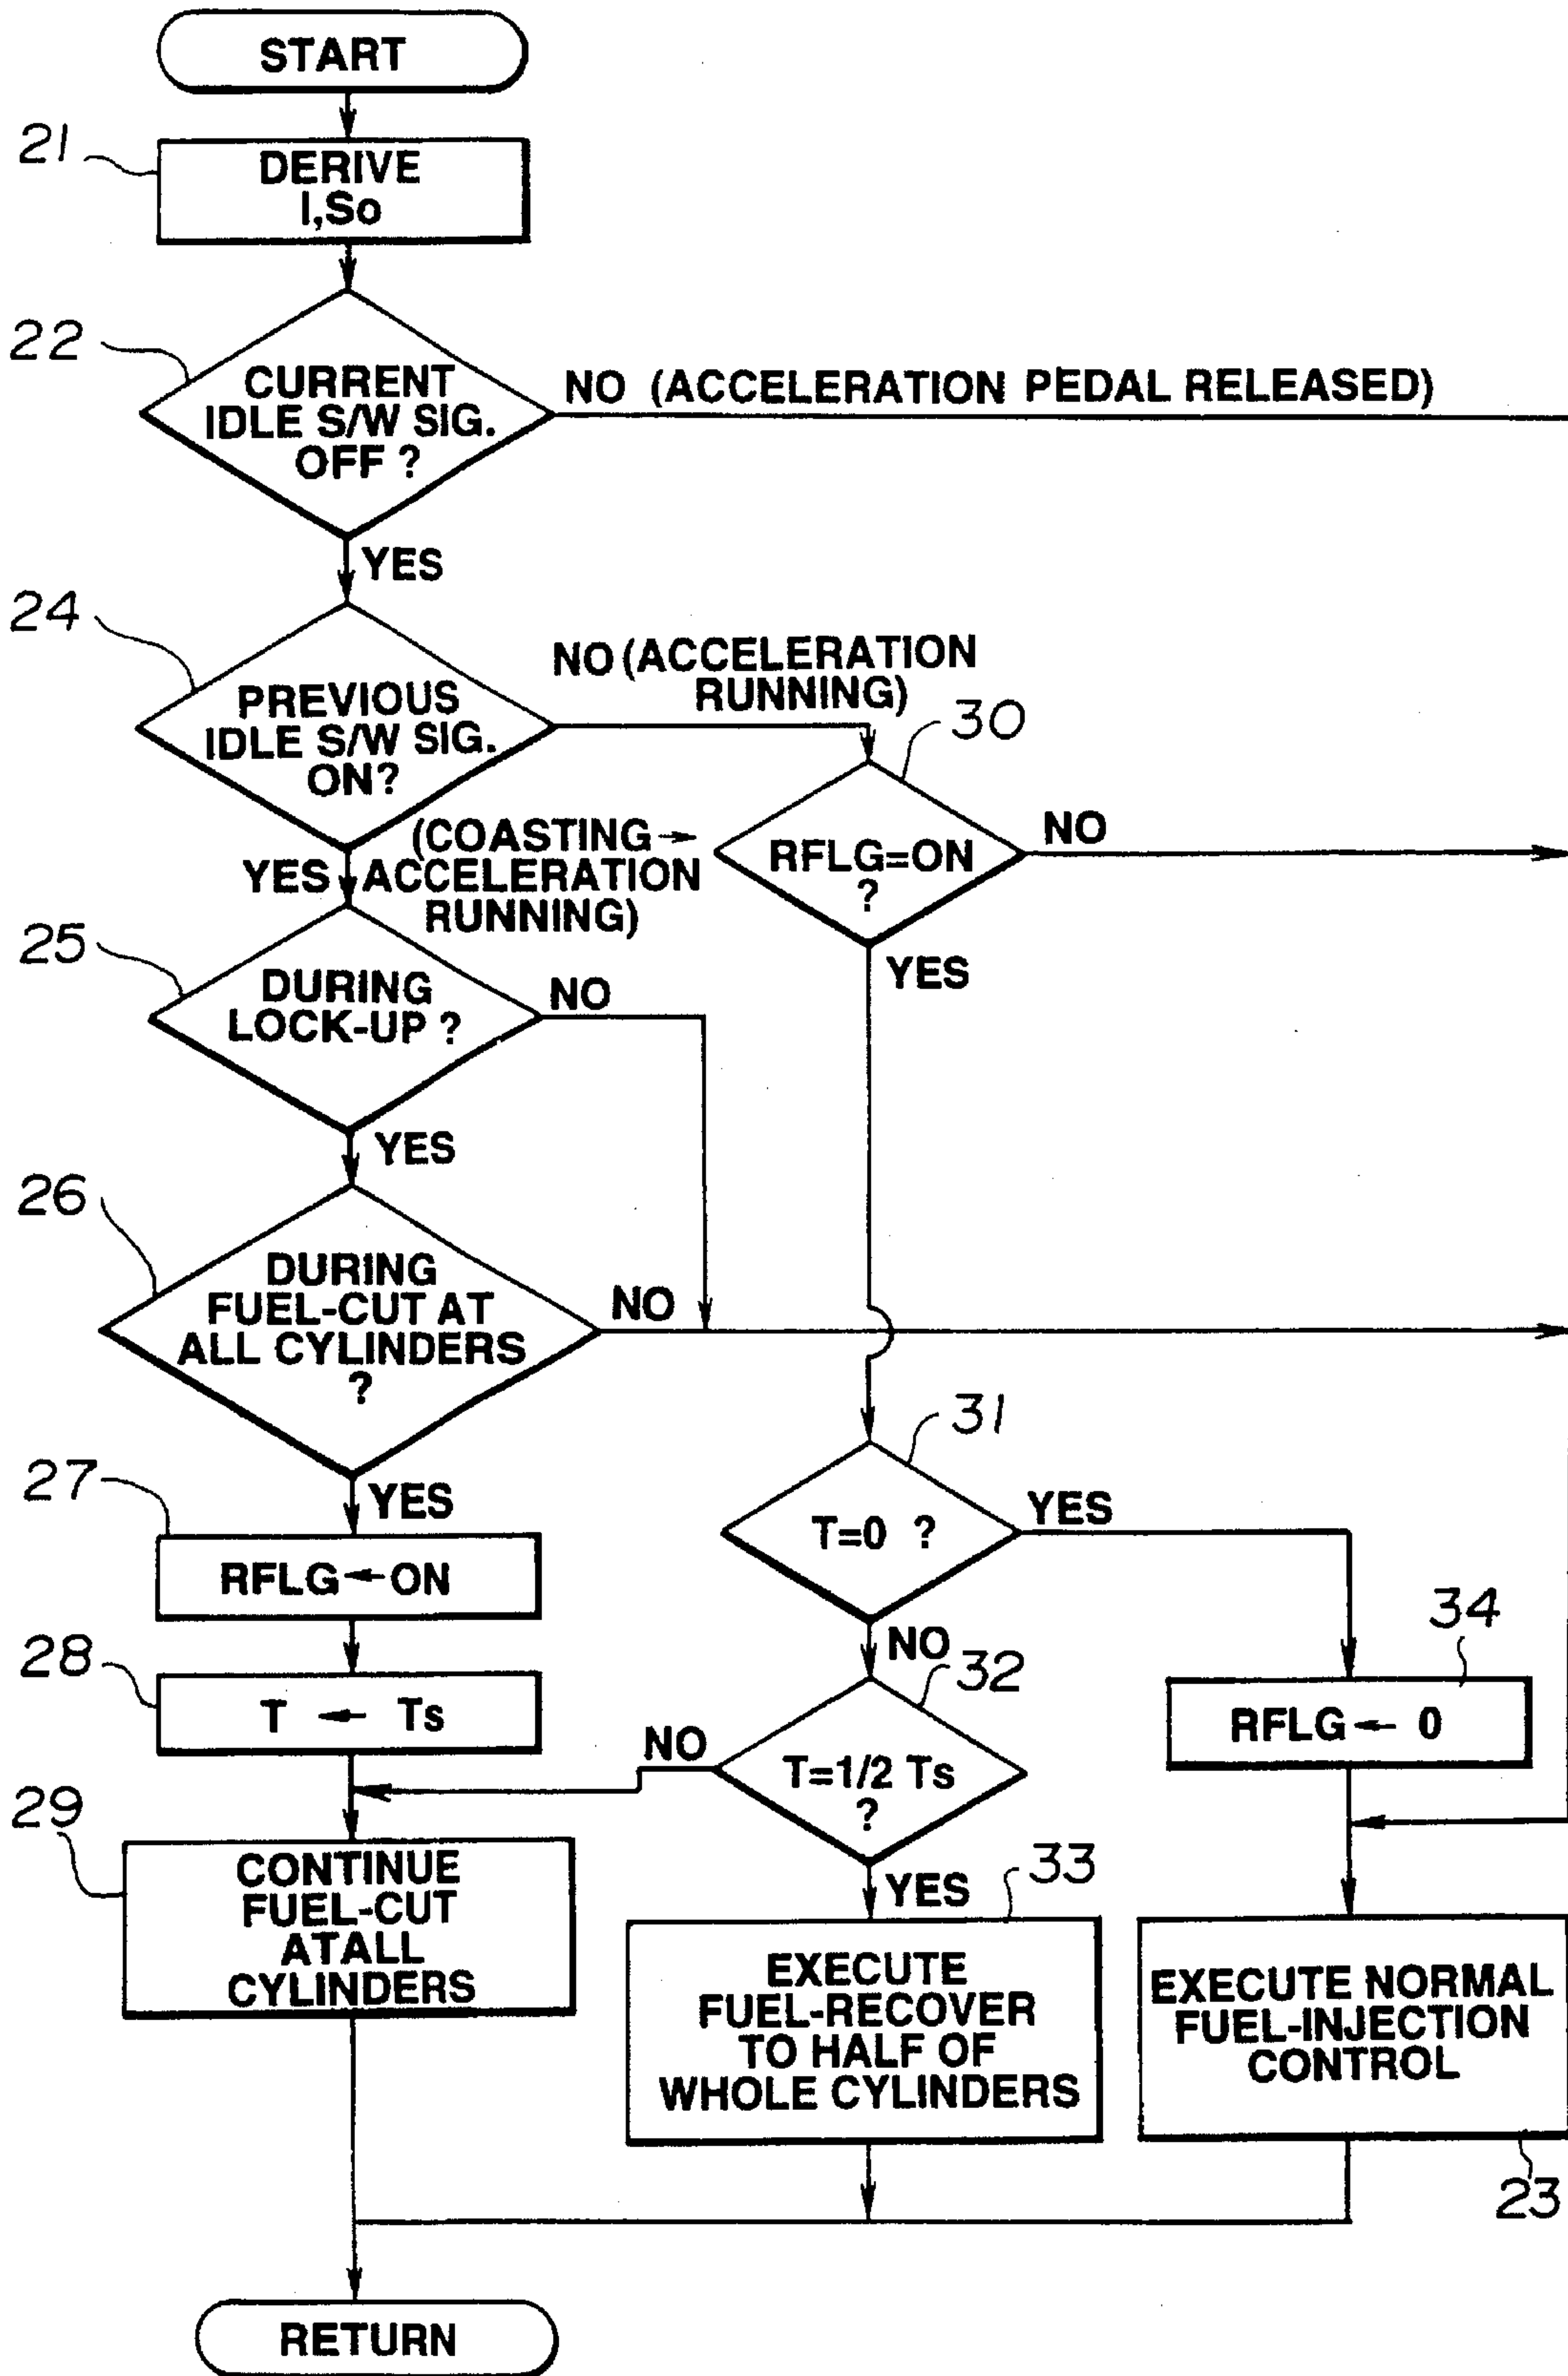 START
21
DERIVE
I,So
22
CURRENT
IDLE S/W SIG.
OFF ?
NO (ACCELERATION PEDAL RELEASED)
YES
24
PREVIOUS
IDLE S/W SIG.
ON?
NO (ACCELERATION
RUNNING)
30
RFLG=ON
?
NO
YES
(COASTING→
YES ACCELERATION
RUNNING)
25
DURING
LOCK-UP ?
NO
YES
26
DURING
FUEL-CUT AT
ALL CYLINDERS
?
NO
YES
27
RFLG←ON
28
T ← Ts
29
CONTINUE
FUEL-CUT
ATALL
CYLINDERS
31
T=0 ?
YES
NO
32
T=1/2 Ts
?
NO
YES
33
EXECUTE
FUEL-RECOVER
TO HALF OF
WHOLE CYLINDERS
34
RFLG← 0
EXECUTE NORMAL
FUEL-INJECTION
CONTROL
23
RETURN